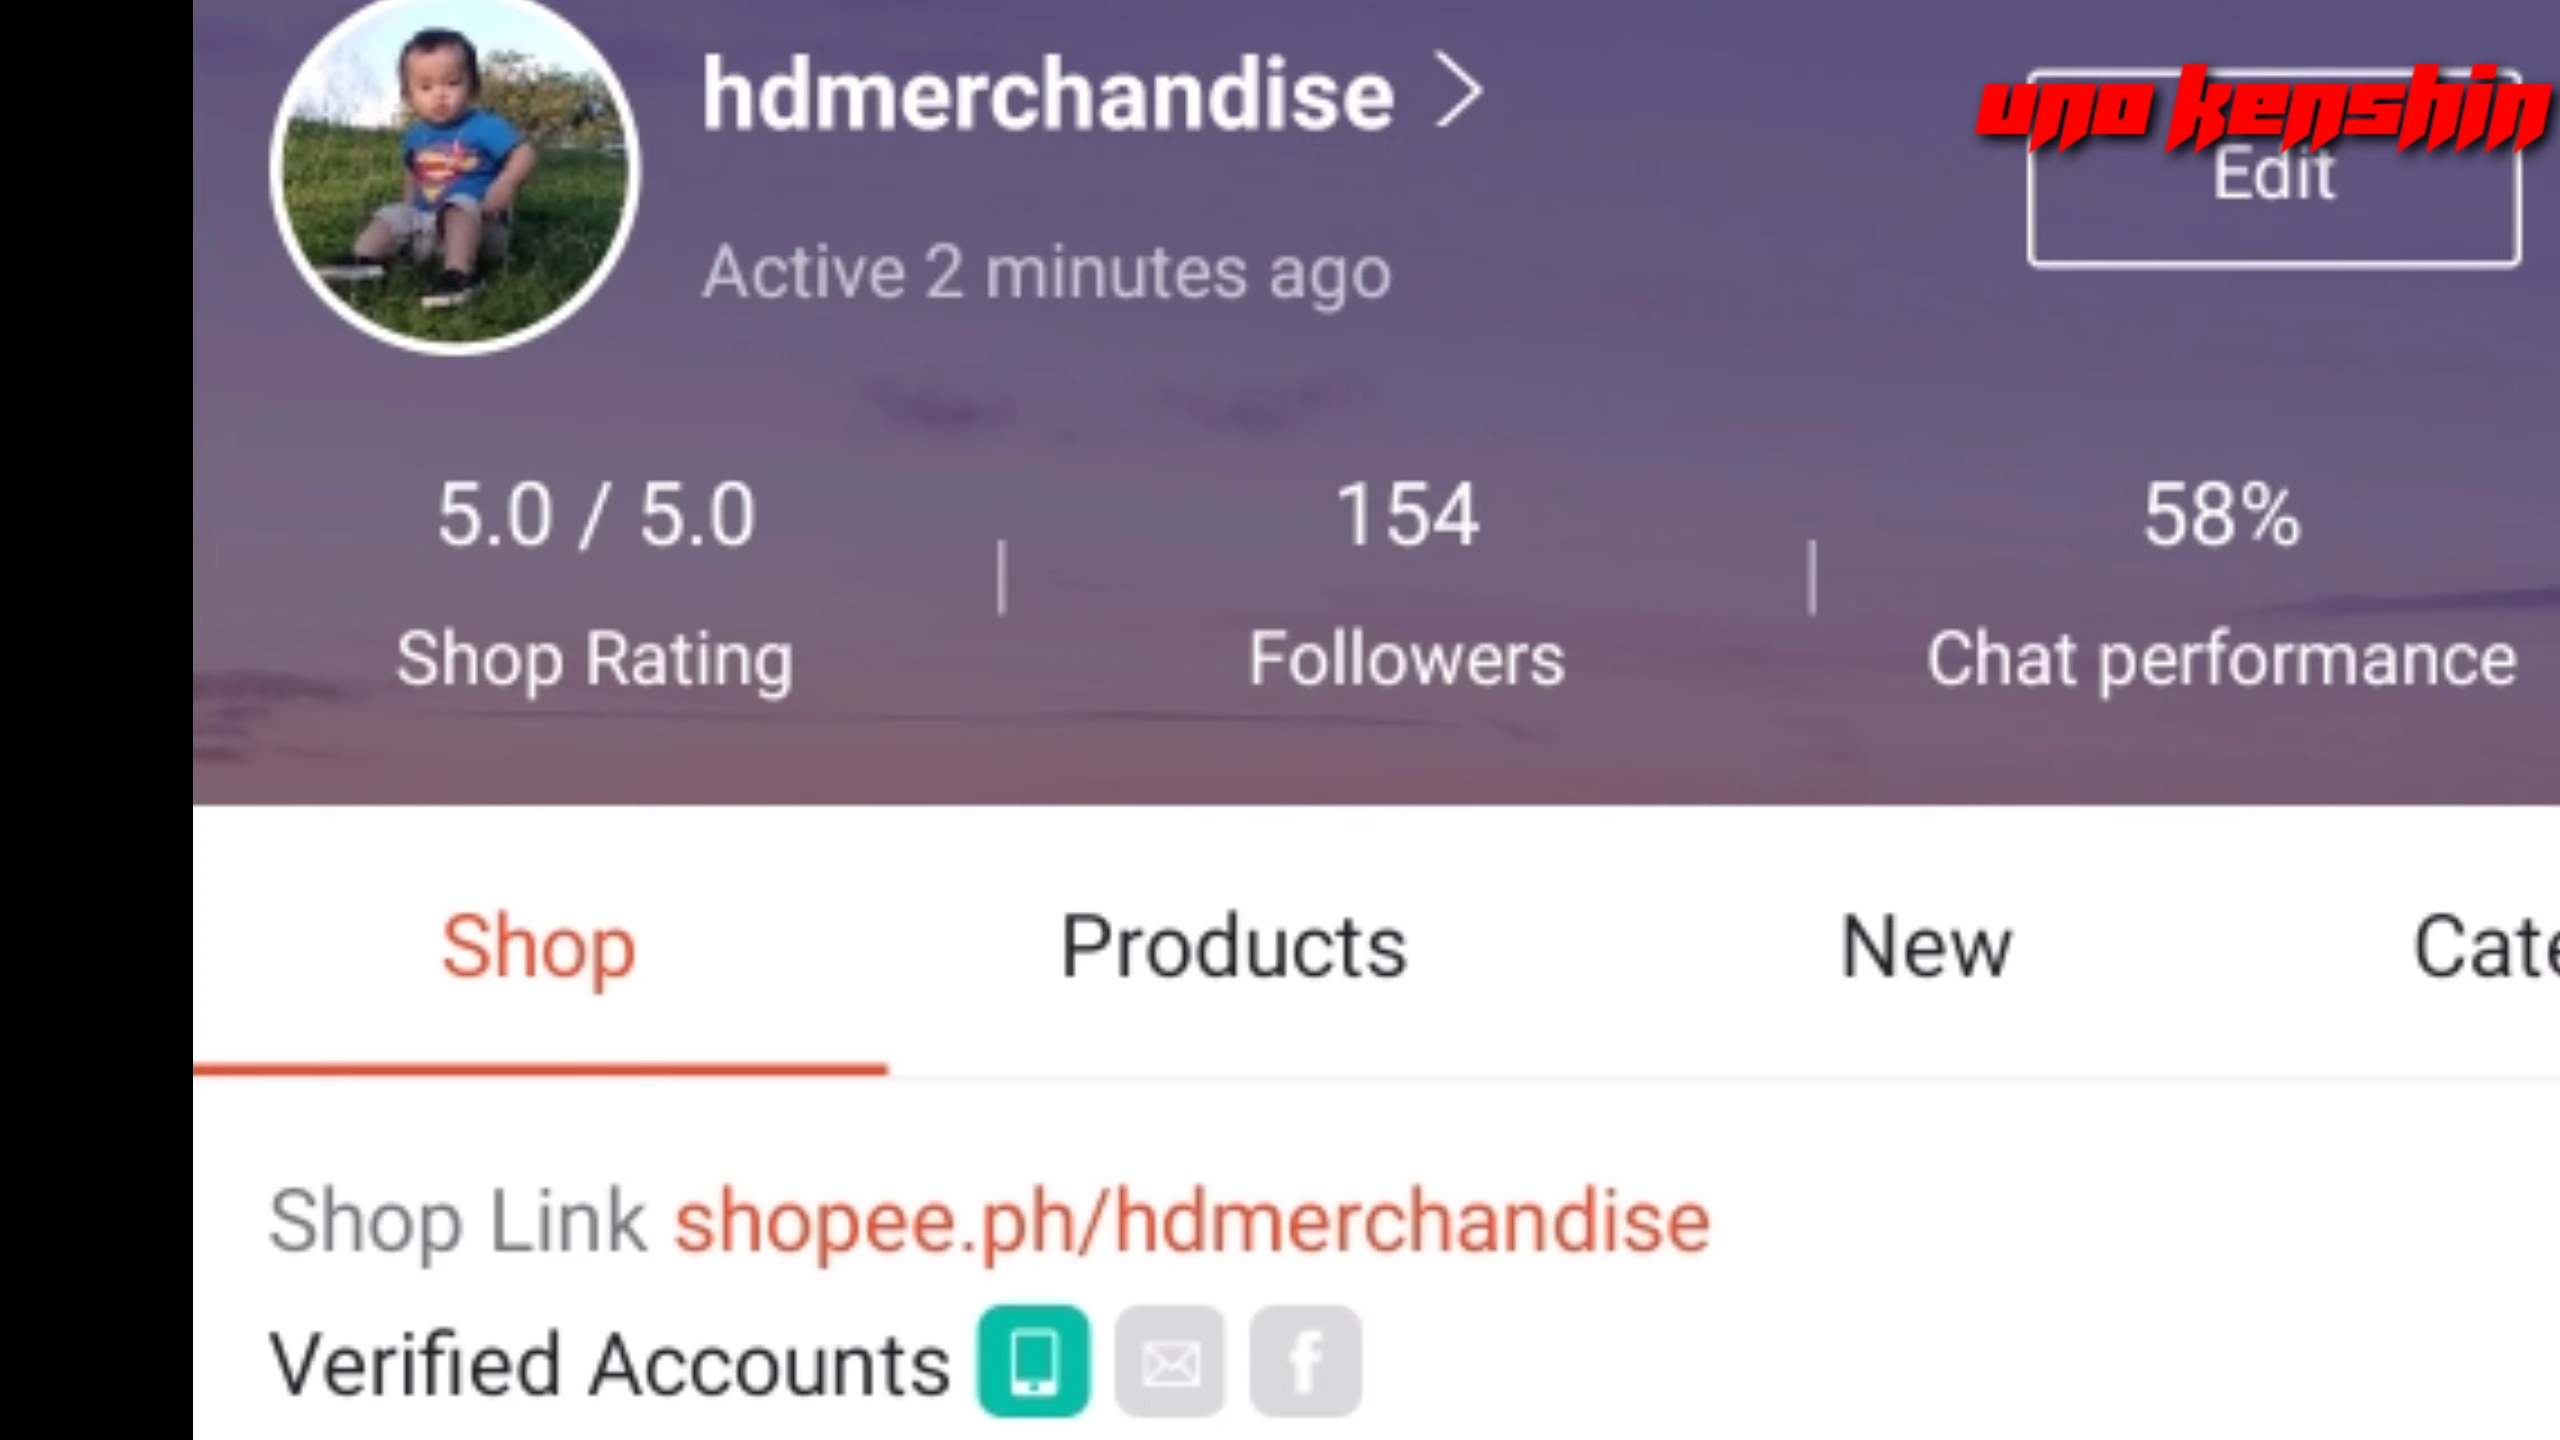 hdmerchandise
uno kenshin
Edit
Active 2 minutes ago
5.0 / 5.0
154
58%
Shop Rating
Followers
Chat performance
Shop
Products
New
Cate
Shop Link shopee.ph/hdmerchandise
Verified Accounts
f